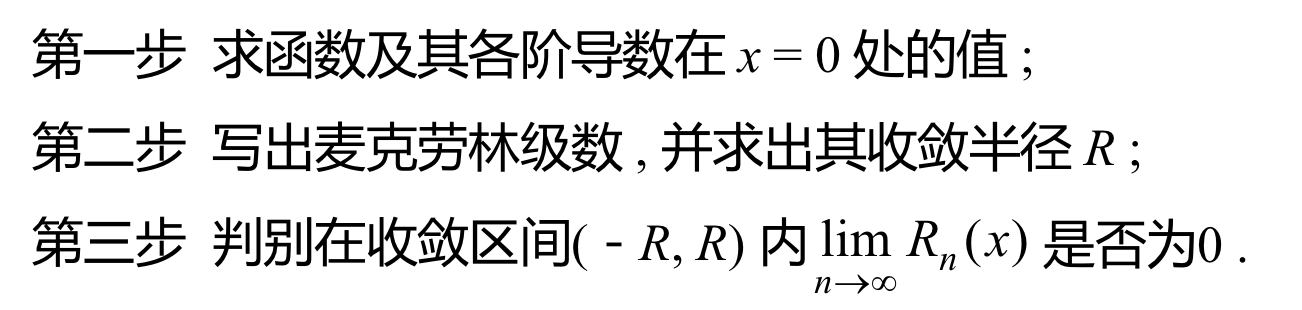 第一步 求函数及其各阶导数在 x = 0 处的值 ;
第二步 写出麦克劳林级数 , 并求出其收敛半径 R ;
第三步 判别在收敛区间( - R, R) 内 lim_{n→∞} R_n (x) 是否为0 .